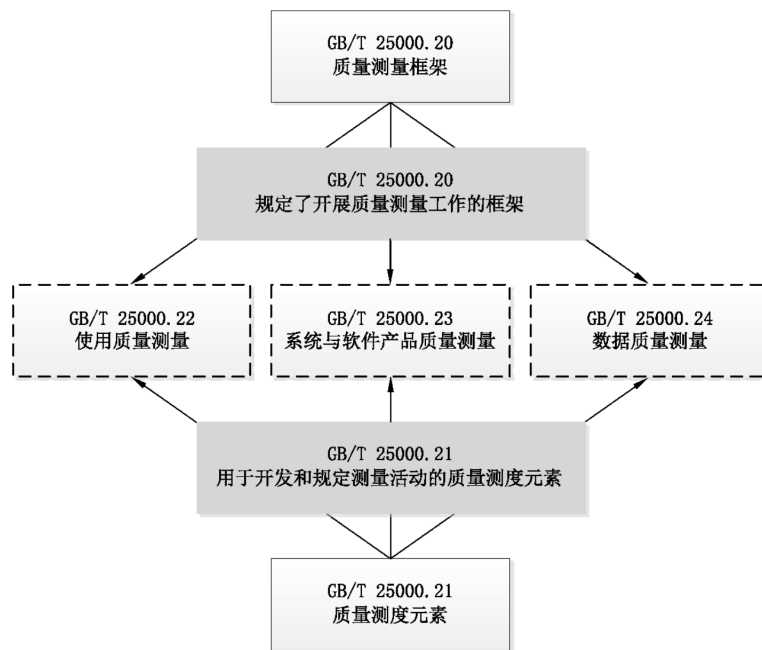 GB/T 25000.20
质量测量框架
GB/T 25000.20
规定了开展质量测量工作的框架
GB/T 25000.22
使用质量测量
GB/T 25000.23
系统与软件产品质量测量
GB/T 25000.24
数据质量测量
GB/T 25000.21
用于开发和规定测量活动的质量测度元素
GB/T 25000.21
质量测度元素